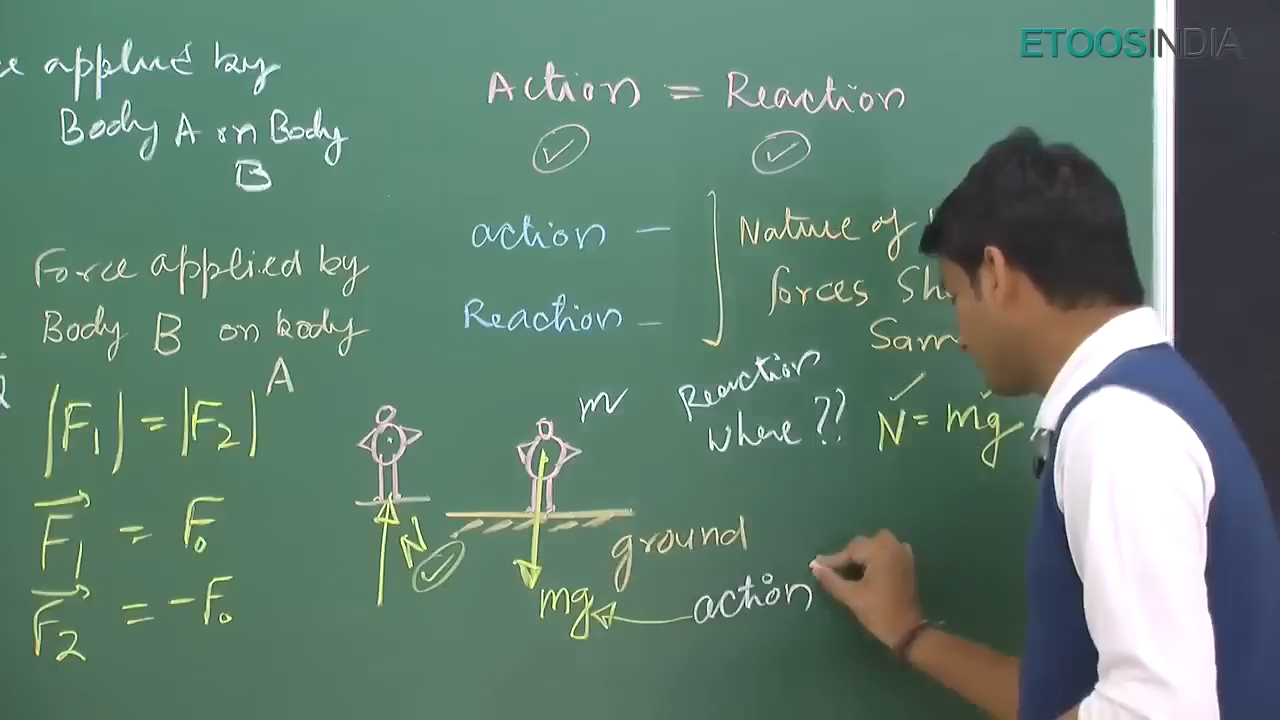 applied by
Body A on Body
B
Force applied by
Body B on body
A
|F₁| = |F₂|
F₁ = F₀
F₂ = -F₀
ETOOSINDIA
Action = Reaction
action –
Reaction –
Nature of
forces Sh
Sam
Reaction
where ??
N = mg
m
N
ground
mg
action